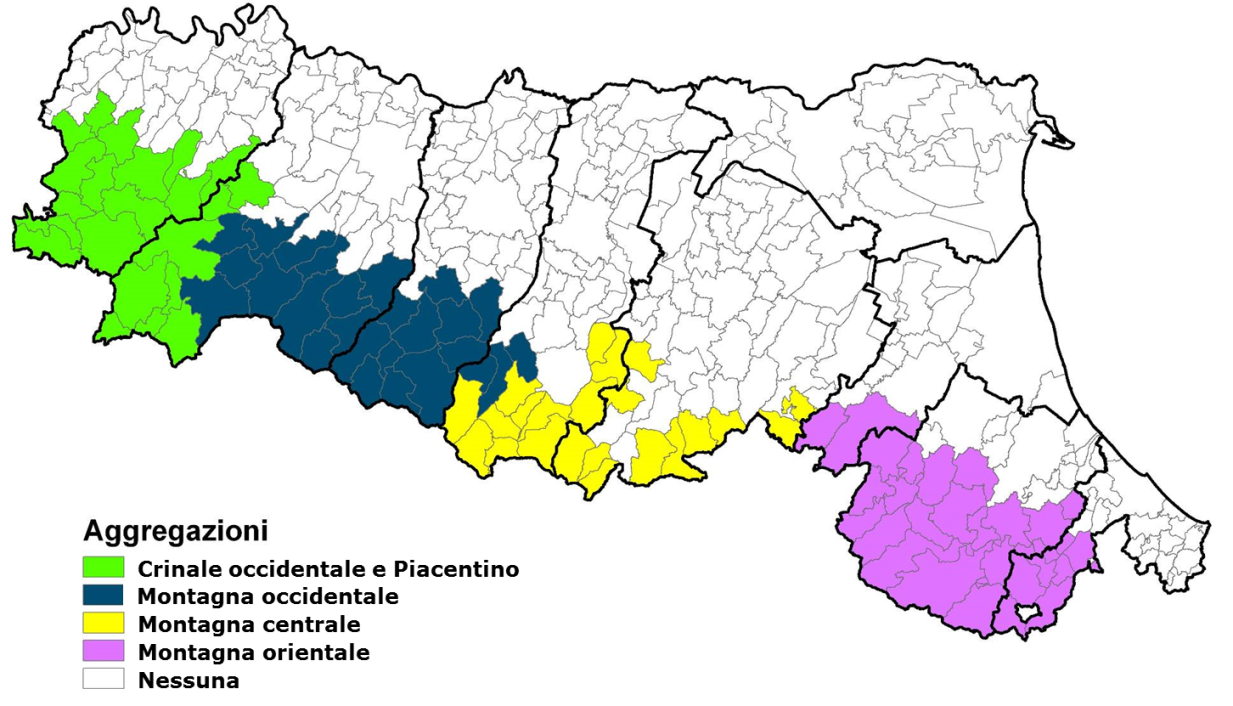 Aggregazioni
Crinale occidentale e Piacentino
Montagna occidentale
Montagna centrale
Montagna orientale
Nessuna